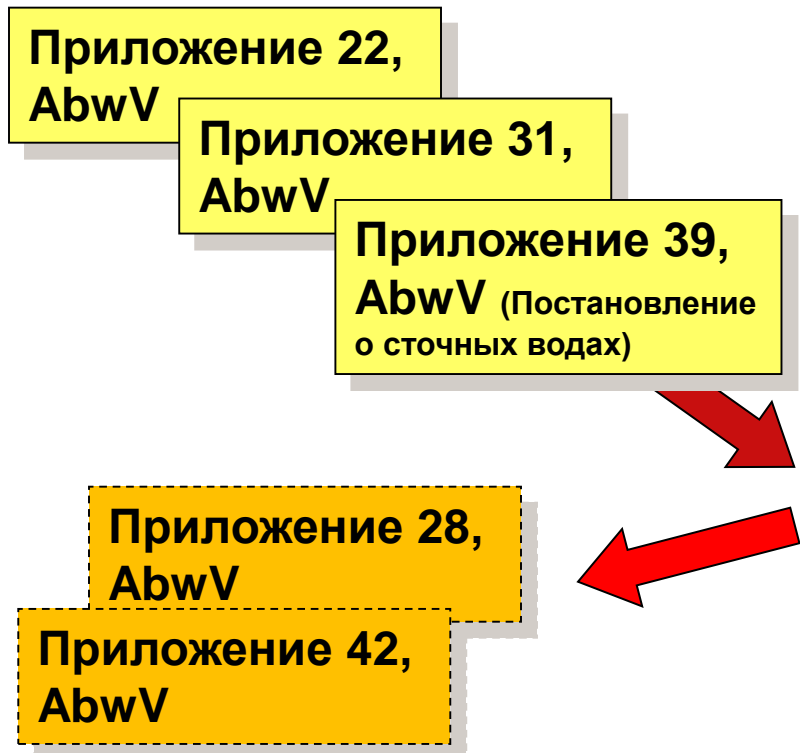 Приложение 22,
AbwV
Приложение 31,
AbwV
Приложение 39,
AbwV (Постановление
о сточных водах)
Приложение 28,
AbwV
Приложение 42,
AbwV